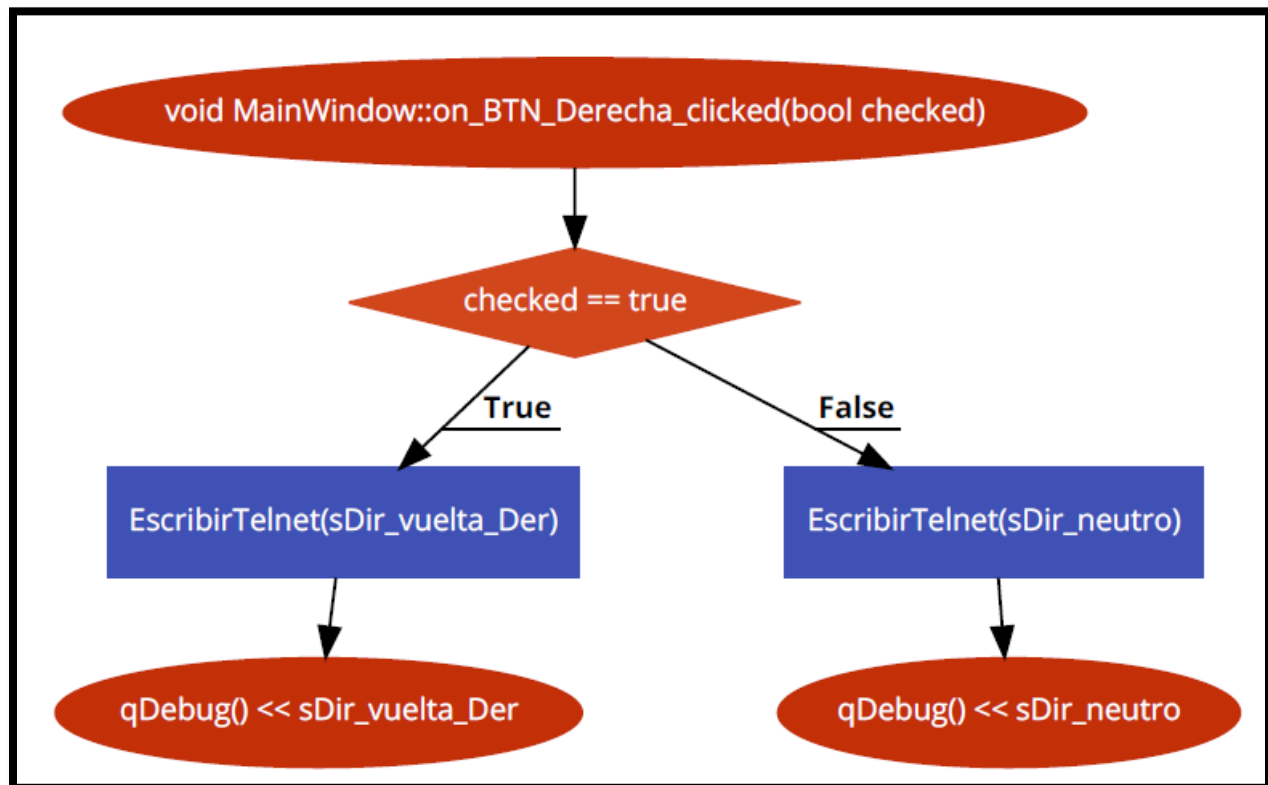 void MainWindow::on_BTN_Derecha_clicked(bool checked)
checked == true
True
False
EscribirTelnet(sDir_vuelta_Der)
EscribirTelnet(sDir_neutro)
qDebug() << sDir_vuelta_Der
qDebug() << sDir_neutro